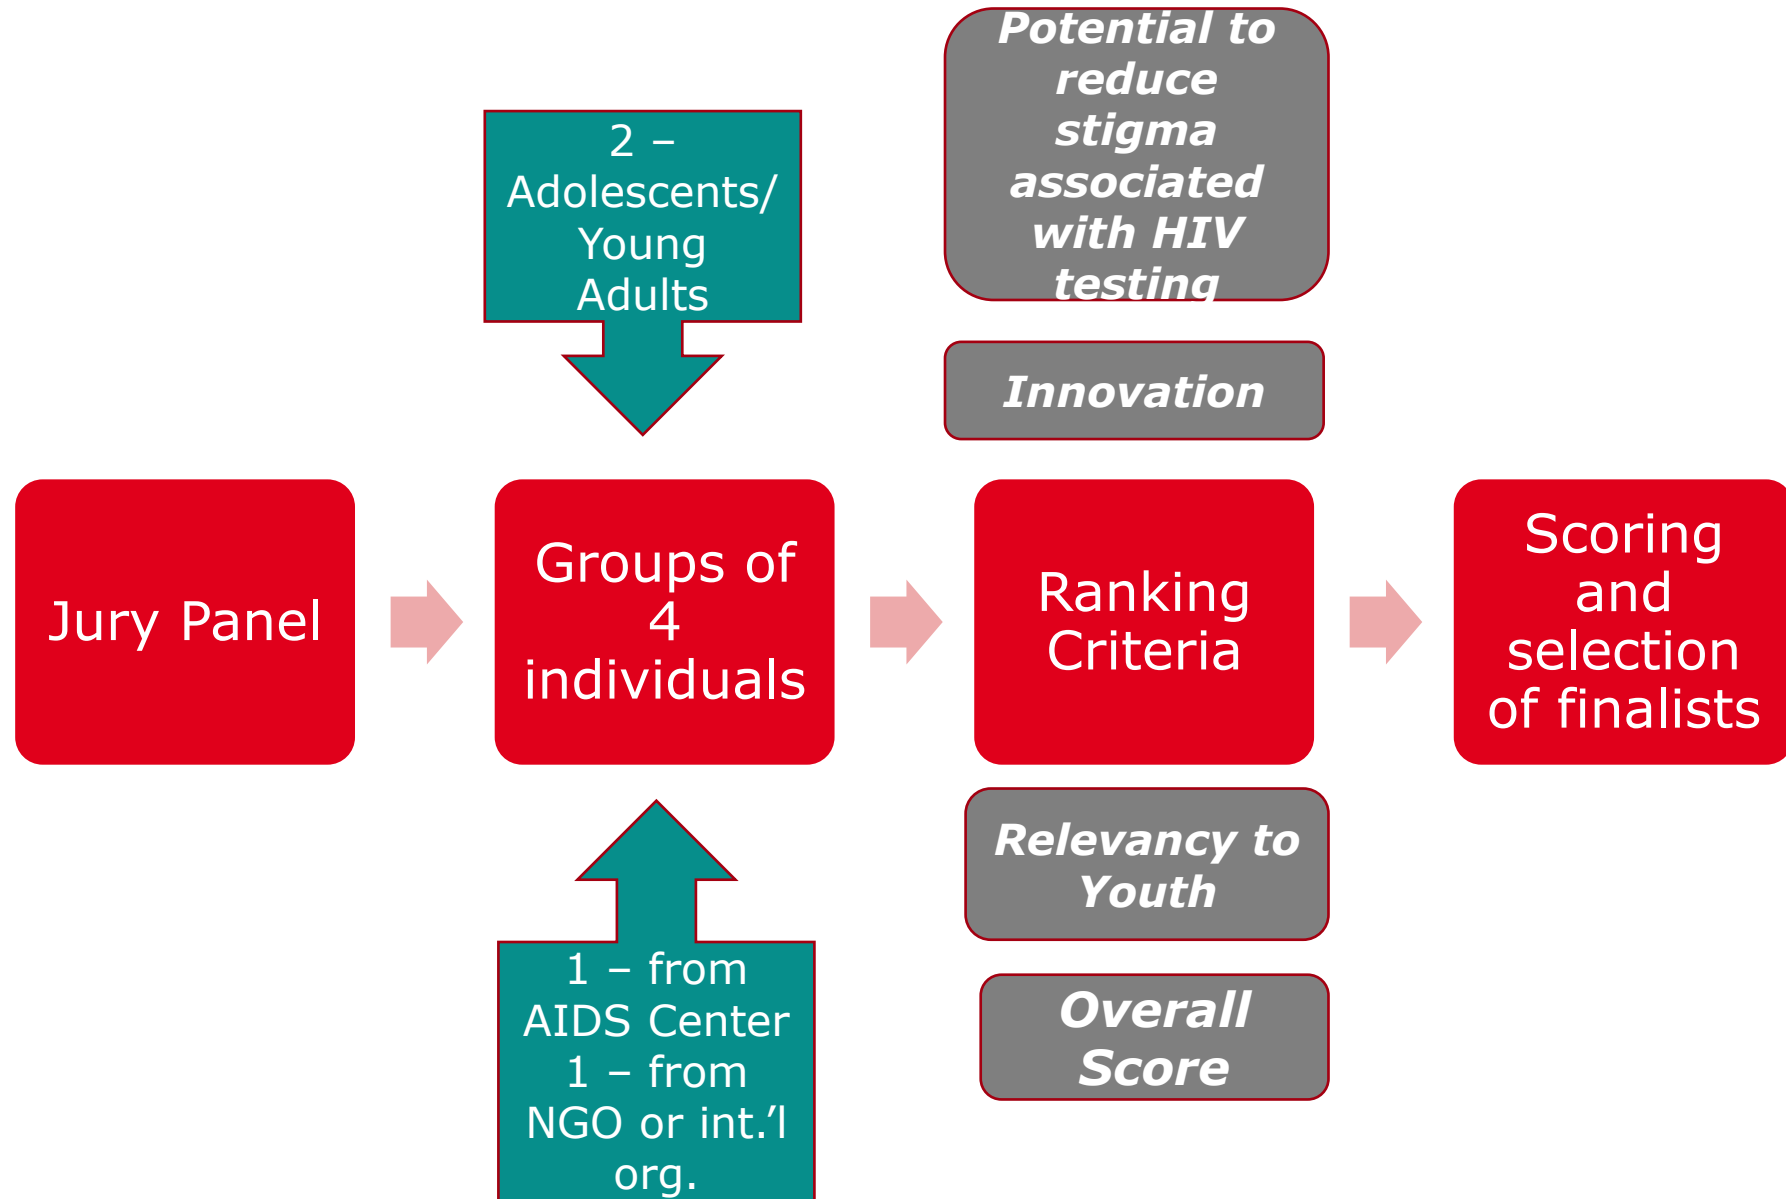 Potential to
reduce
stigma
associated
with HIV
testing
2 –
Adolescents/
Young
Adults
Innovation
Jury Panel
Groups of
4
individuals
Ranking
Criteria
Scoring
and
selection
of finalists
Relevancy to
Youth
1 – from
AIDS Center
1 – from
NGO or int.’l
org.
Overall
Score